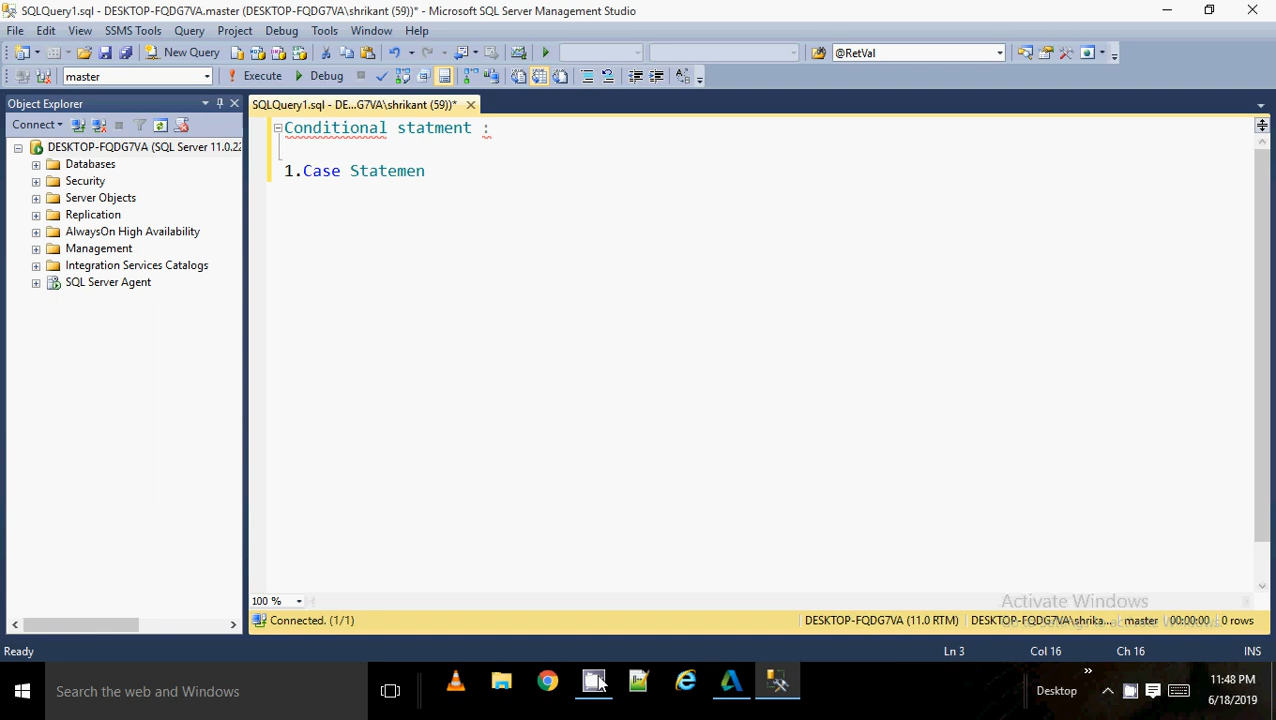 SQLQuery1.sql - DESKTOP-FQDG7VA.master (DESKTOP-FQDG7VA\shrikant (59))* - Microsoft SQL Server Management Studio
File Edit View SSMS Tools Query Project Debug Tools Window Help
New Query @RetVal
master Execute Debug
Object Explorer
SQLQuery1.sql - DE...G7VA\shrikant (59))*
Connect
DESKTOP-FQDG7VA (SQL Server 11.0.22
Databases
Security
Server Objects
Replication
AlwaysOn High Availability
Management
Integration Services Catalogs
SQL Server Agent
Conditional statment :
1.Case Statemen
100 %
Activate Windows
Connected. (1/1) DESKTOP-FQDG7VA (11.0 RTM) DESKTOP-FQDG7VA\shrika... master 00:00:00 0 rows
Ready Ln 3 Col 16 Ch 16 INS
Search the web and Windows
Desktop
11:48 PM
6/18/2019